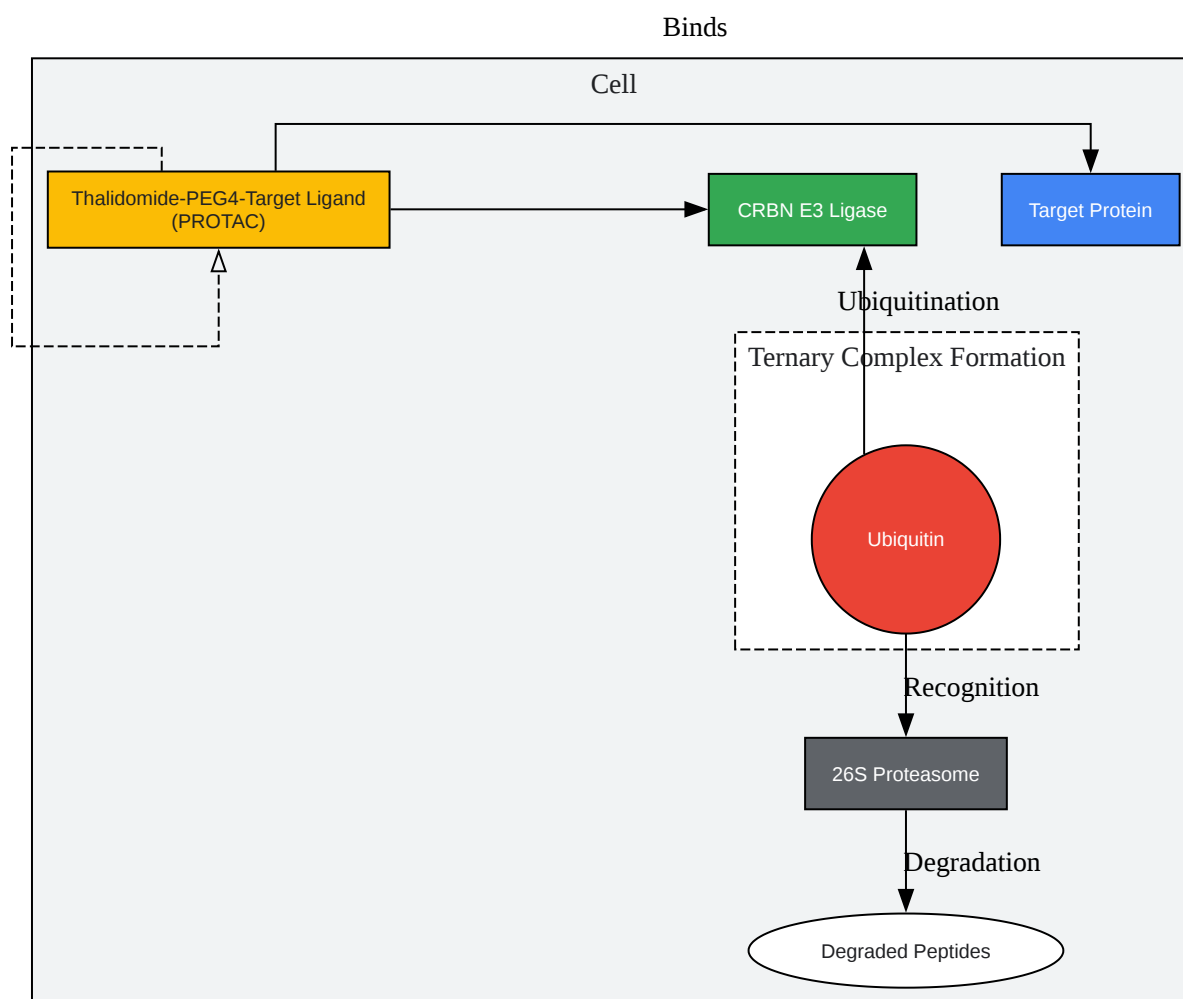 Binds
Cell
Thalidomide-PEG4-Target Ligand
(PROTAC)
CRBN E3 Ligase
Target Protein
Ubiquitination
Ternary Complex Formation
Ubiquitin
Recognition
26S Proteasome
Degradation
Degraded Peptides